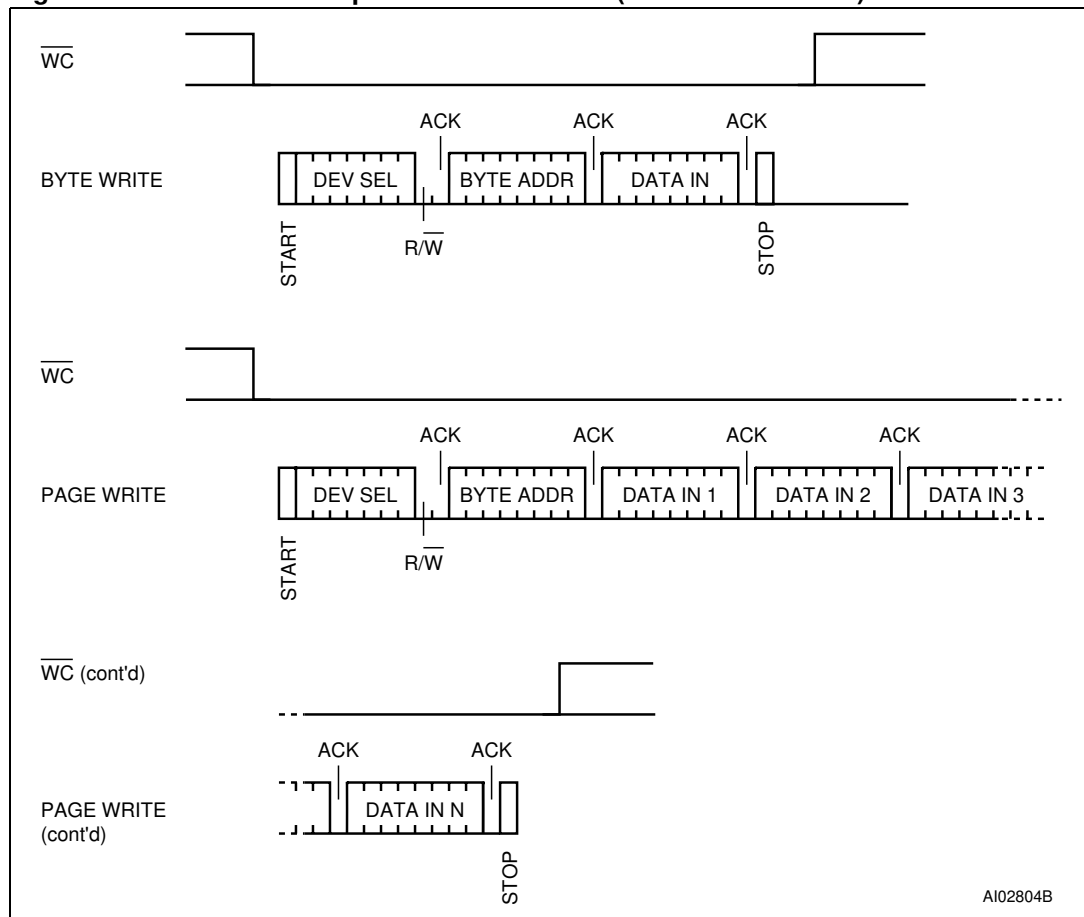 WC
ACK ACK ACK
BYTE WRITE DEV SEL BYTE ADDR DATA IN
R/W
START
STOP
WC
ACK ACK ACK ACK
PAGE WRITE DEV SEL BYTE ADDR DATA IN 1 DATA IN 2 DATA IN 3
R/W
START
WC (cont'd)
ACK ACK
PAGE WRITE DATA IN N
(cont'd)
STOP
AI02804B